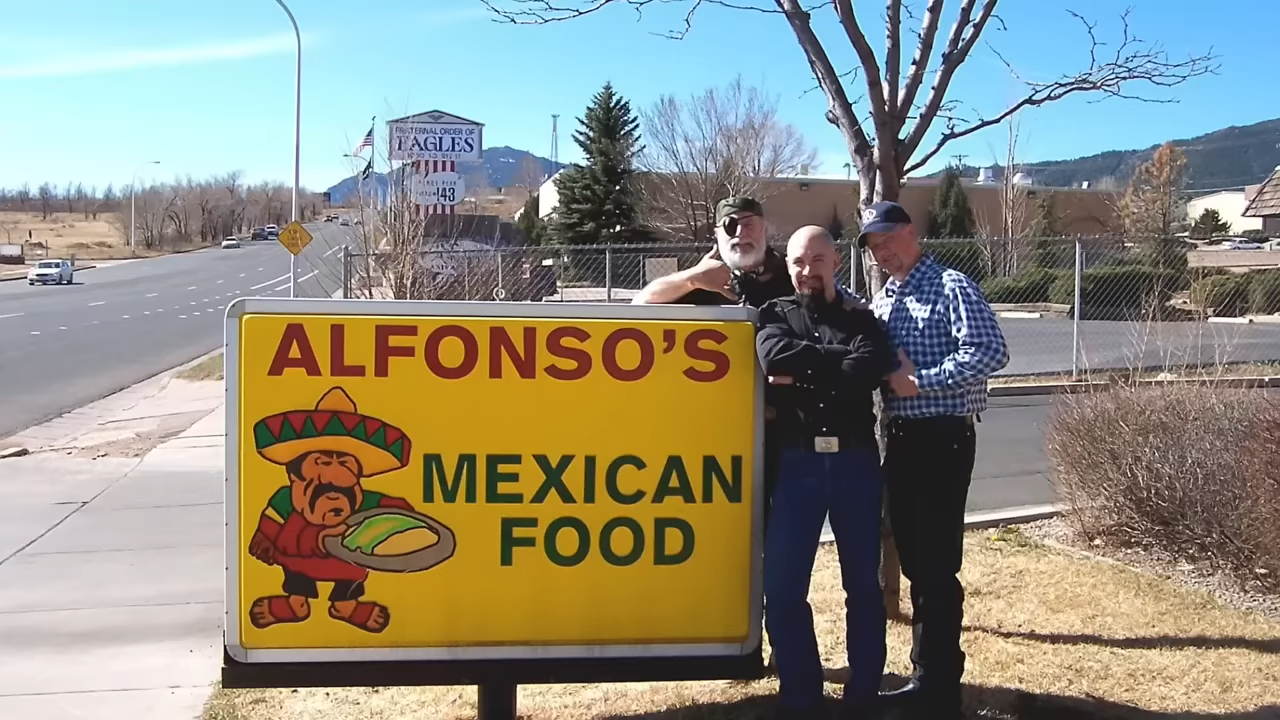 FRATERNAL ORDER OF
EAGLES
143
ALFONSO'S
MEXICAN
FOOD